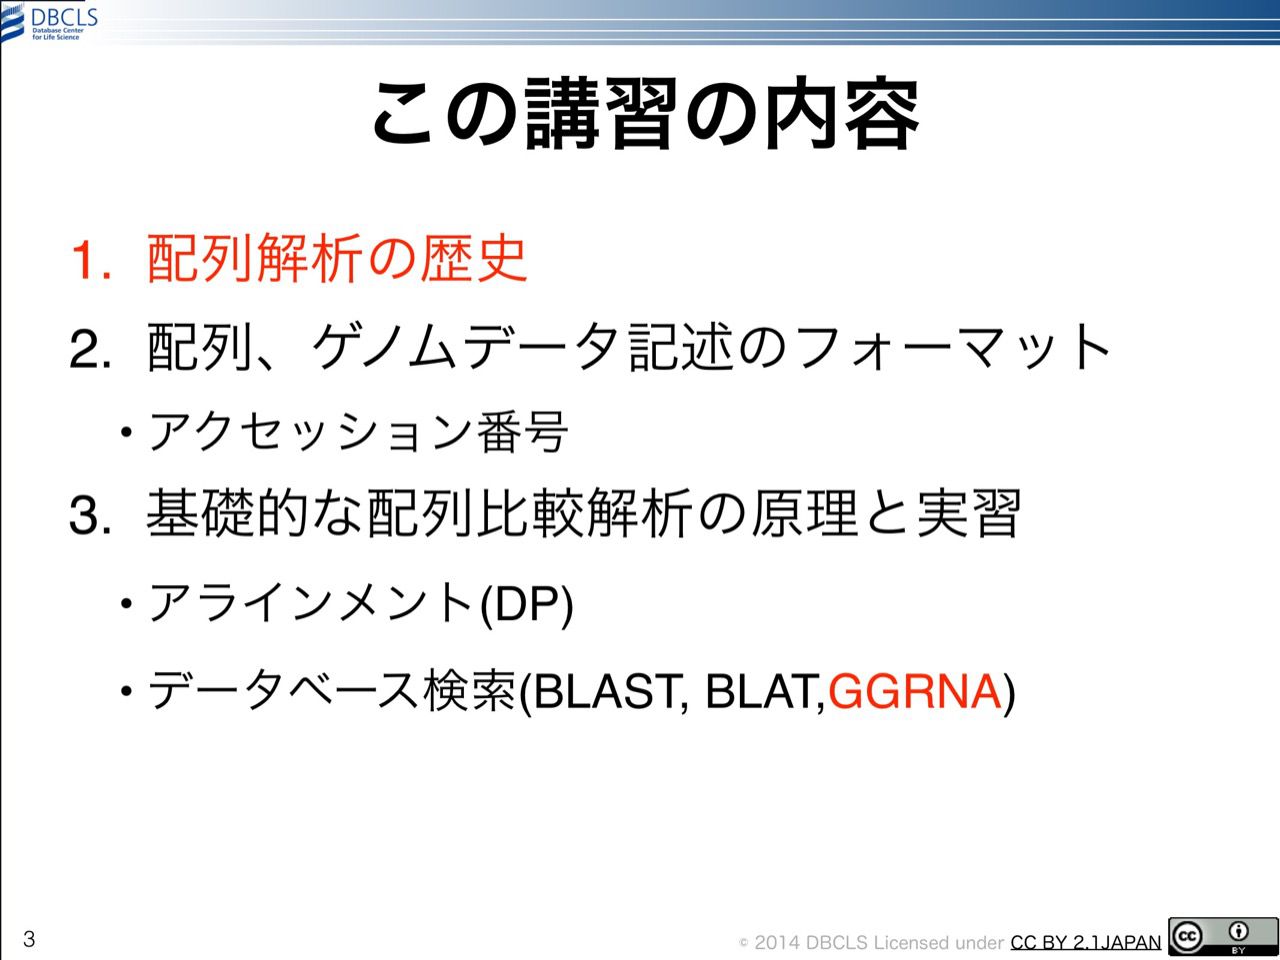 DBCLS
Database Center
for Life Science
この講習の内容
1. 配列解析の歴史
2. 配列、ゲノムデータ記述のフォーマット
・アクセッション番号
3. 基礎的な配列比較解析の原理と実習
・アラインメント(DP)
・データベース検索(BLAST, BLAT,GGRNA)
3
© 2014 DBCLS Licensed under CC BY 2.1JAPAN
cc
BY